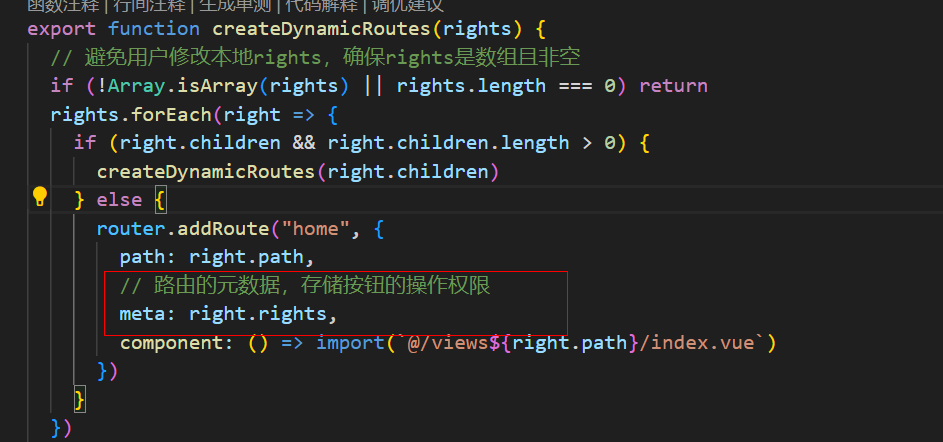 函数注释 | 行间注释 | 生成单测 | 代码解释 | 调优建议
export function createDynamicRoutes(rights) {
// 避免用户修改本地rights，确保rights是数组且非空
if (!Array.isArray(rights) || rights.length === 0) return
rights.forEach(right => {
if (right.children && right.children.length > 0) {
createDynamicRoutes(right.children)
} else {
router.addRoute("home", {
path: right.path,
// 路由的元数据，存储按钮的操作权限
meta: right.rights,
component: () => import(`@/views${right.path}/index.vue`)
})
}
})